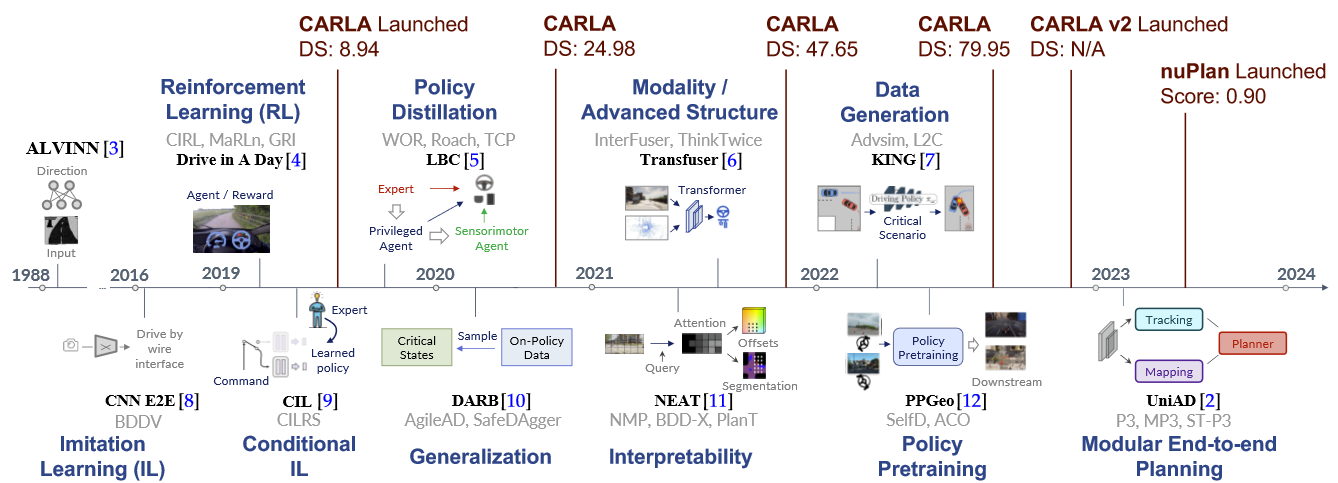 CARLA Launched
DS: 8.94
CARLA
DS: 24.98
CARLA
DS: 47.65
CARLA
DS: 79.95
CARLA v2 Launched
DS: N/A
nuPlan Launched
Score: 0.90
Reinforcement
Learning (RL)
CIRL, MaRLn, GRI
Drive in A Day [4]
Agent / Reward
Policy
Distillation
WOR, Roach, TCP
LBC [5]
Expert
Privileged
Agent
Sensorimotor
Agent
Modality /
Advanced Structure
InterFuser, ThinkTwice
Transfuser [6]
Transformer
Data
Generation
Advsim, L2C
KING [7]
Driving Policy
Critical
Scenario
ALVINN [3]
Direction
Input
1988
...
2016
2019
2020
2021
2022
2023
2024
Drive by
wire
interface
CNN E2E [8]
BDDV
Imitation
Learning (IL)
Expert
Learned
policy
Command
CIL [9]
CILRS
Conditional
IL
Critical
States
Sample
On-Policy
Data
DARB [10]
AgileAD, SafeDAgger
Generalization
Attention
Query
Offsets
Segmentation
NEAT [11]
NMP, BDD-X, PlanT
Interpretability
Policy
Pretraining
Downstream
PPGeo [12]
SelfD, ACO
Policy
Pretraining
Tracking
Mapping
Planner
UniAD [2]
P3, MP3, ST-P3
Modular End-to-end
Planning